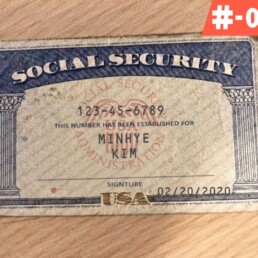 #-0
SOCIAL SECURITY
123-45-6789
THIS NUMBER HAS BEEN ESTABLISHED FOR
MINHYE
KIM
SIGNTURE
02/20/2020
USA